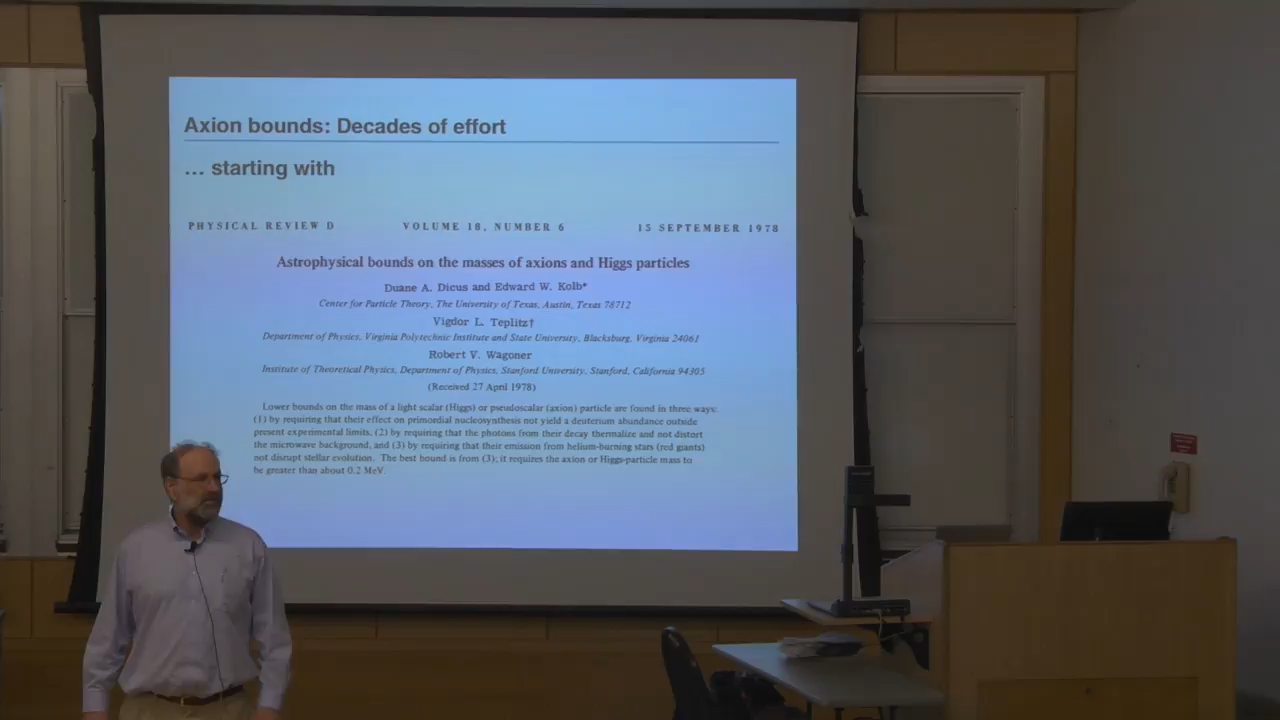 Axion bounds: Decades of effort
... starting with
PHYSICAL REVIEW D VOLUME 18, NUMBER 6 15 SEPTEMBER 1978
Astrophysical bounds on the masses of axions and Higgs particles
Duane A. Dicus and Edward W. Kolb*
Center for Particle Theory, The University of Texas, Austin, Texas 78712
Vigdor L. Teplitz†
Department of Physics, Virginia Polytechnic Institute and State University, Blacksburg, Virginia 24061
Robert V. Wagoner
Institute of Theoretical Physics, Department of Physics, Stanford University, Stanford, California 94305
(Received 27 April 1978)
Lower bounds on the mass of a light scalar (Higgs) or pseudoscalar (axion) particle are found in three ways:
(1) by requiring that their effect on primordial nucleosynthesis not yield a deuterium abundance outside
present experimental limits, (2) by requiring that the photons from their decay thermalize and not distort
the microwave background, and (3) by requiring that their emission from helium-burning stars (red giants)
not disrupt stellar evolution. The best bound is from (3); it requires the axion or Higgs-particle mass to
be greater than about 0.2 MeV.